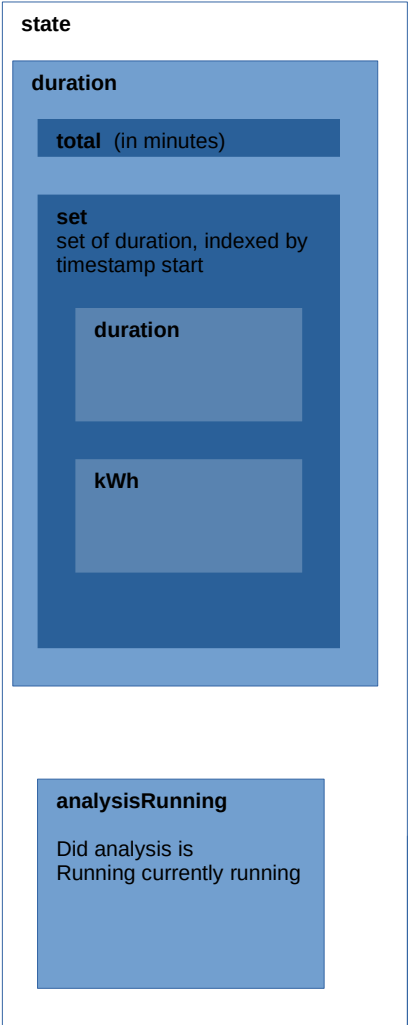 state
duration
total (in minutes)
set
set of duration, indexed by
timestamp start
duration
kWh
analysisRunning
Did analysis is
Running currently running